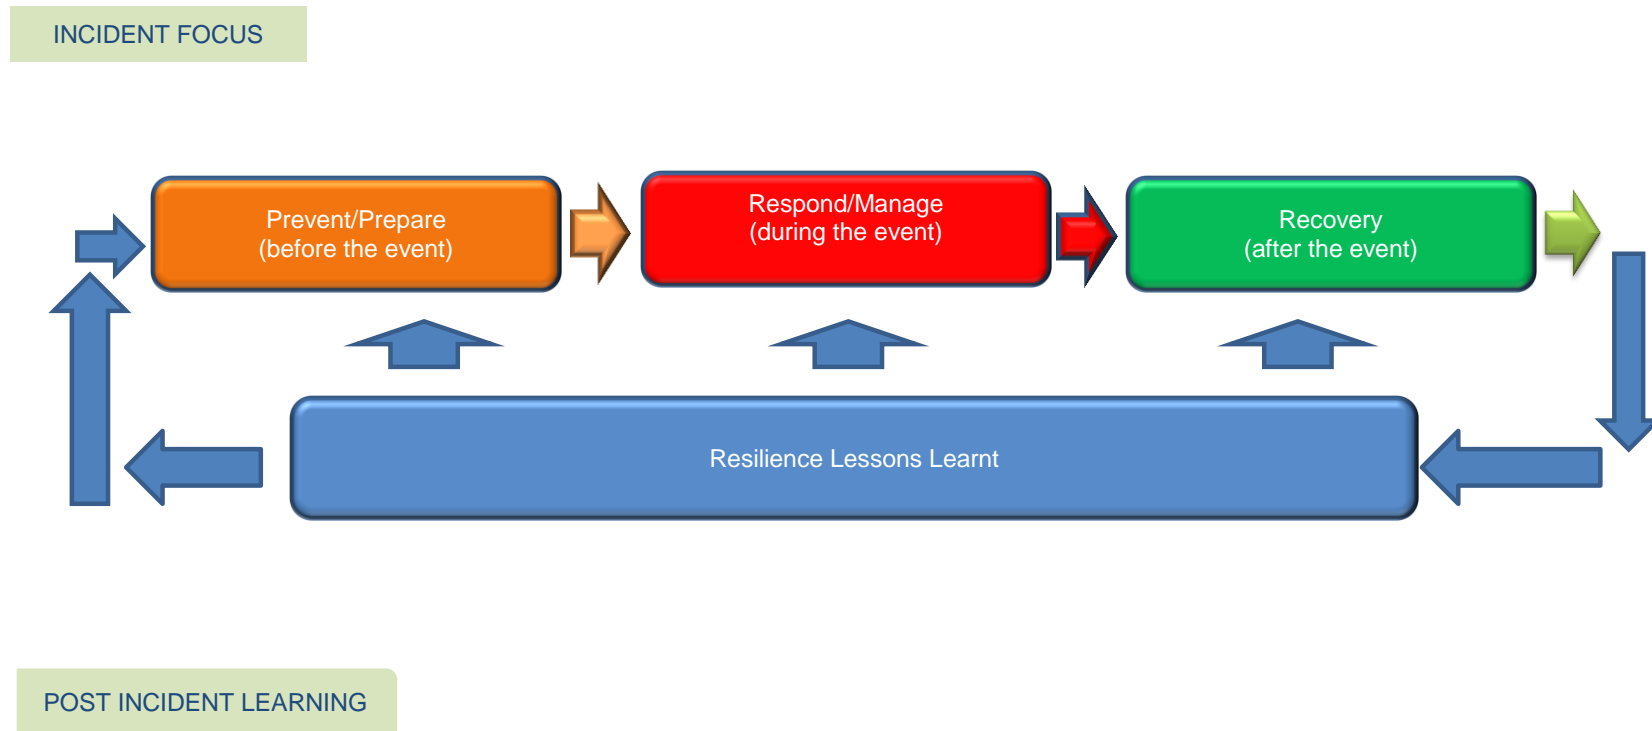 INCIDENT FOCUS
Prevent/Prepare
(before the event)
Respond/Manage
(during the event)
Recovery
(after the event)
Resilience Lessons Learnt
POST INCIDENT LEARNING